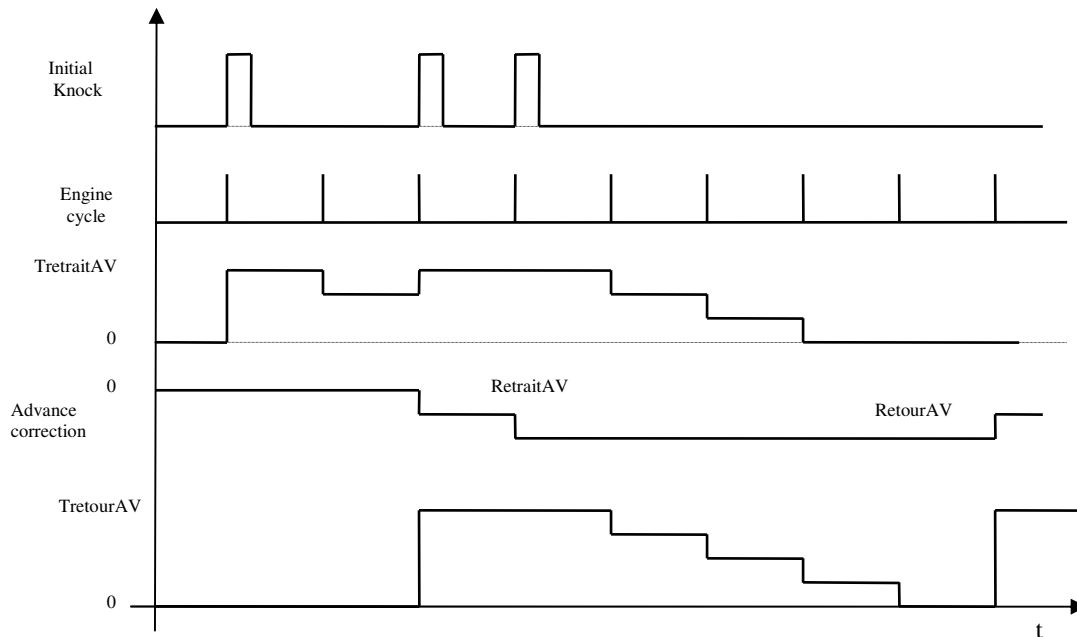 Initial
Knock
Engine
cycle
TretraitAV
0
0
RetraitAV
Advance
correction
RetourAV
TretourAV
0
t